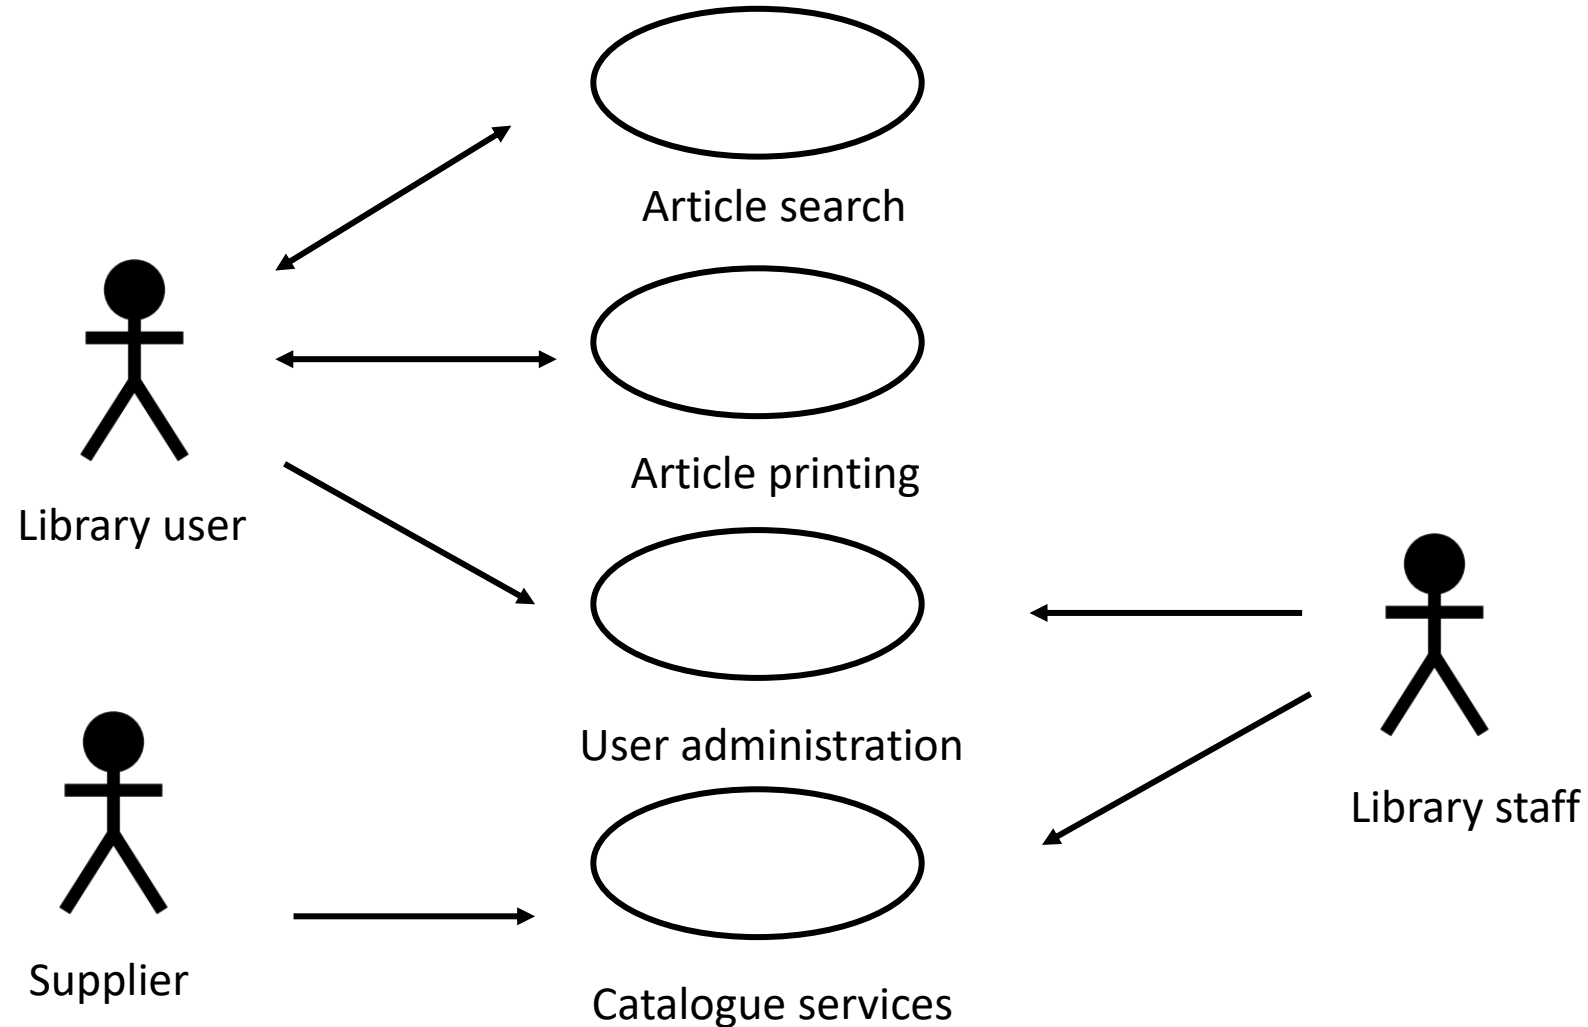 Article search
Article printing
Library user
User administration
Library staff
Supplier
Catalogue services